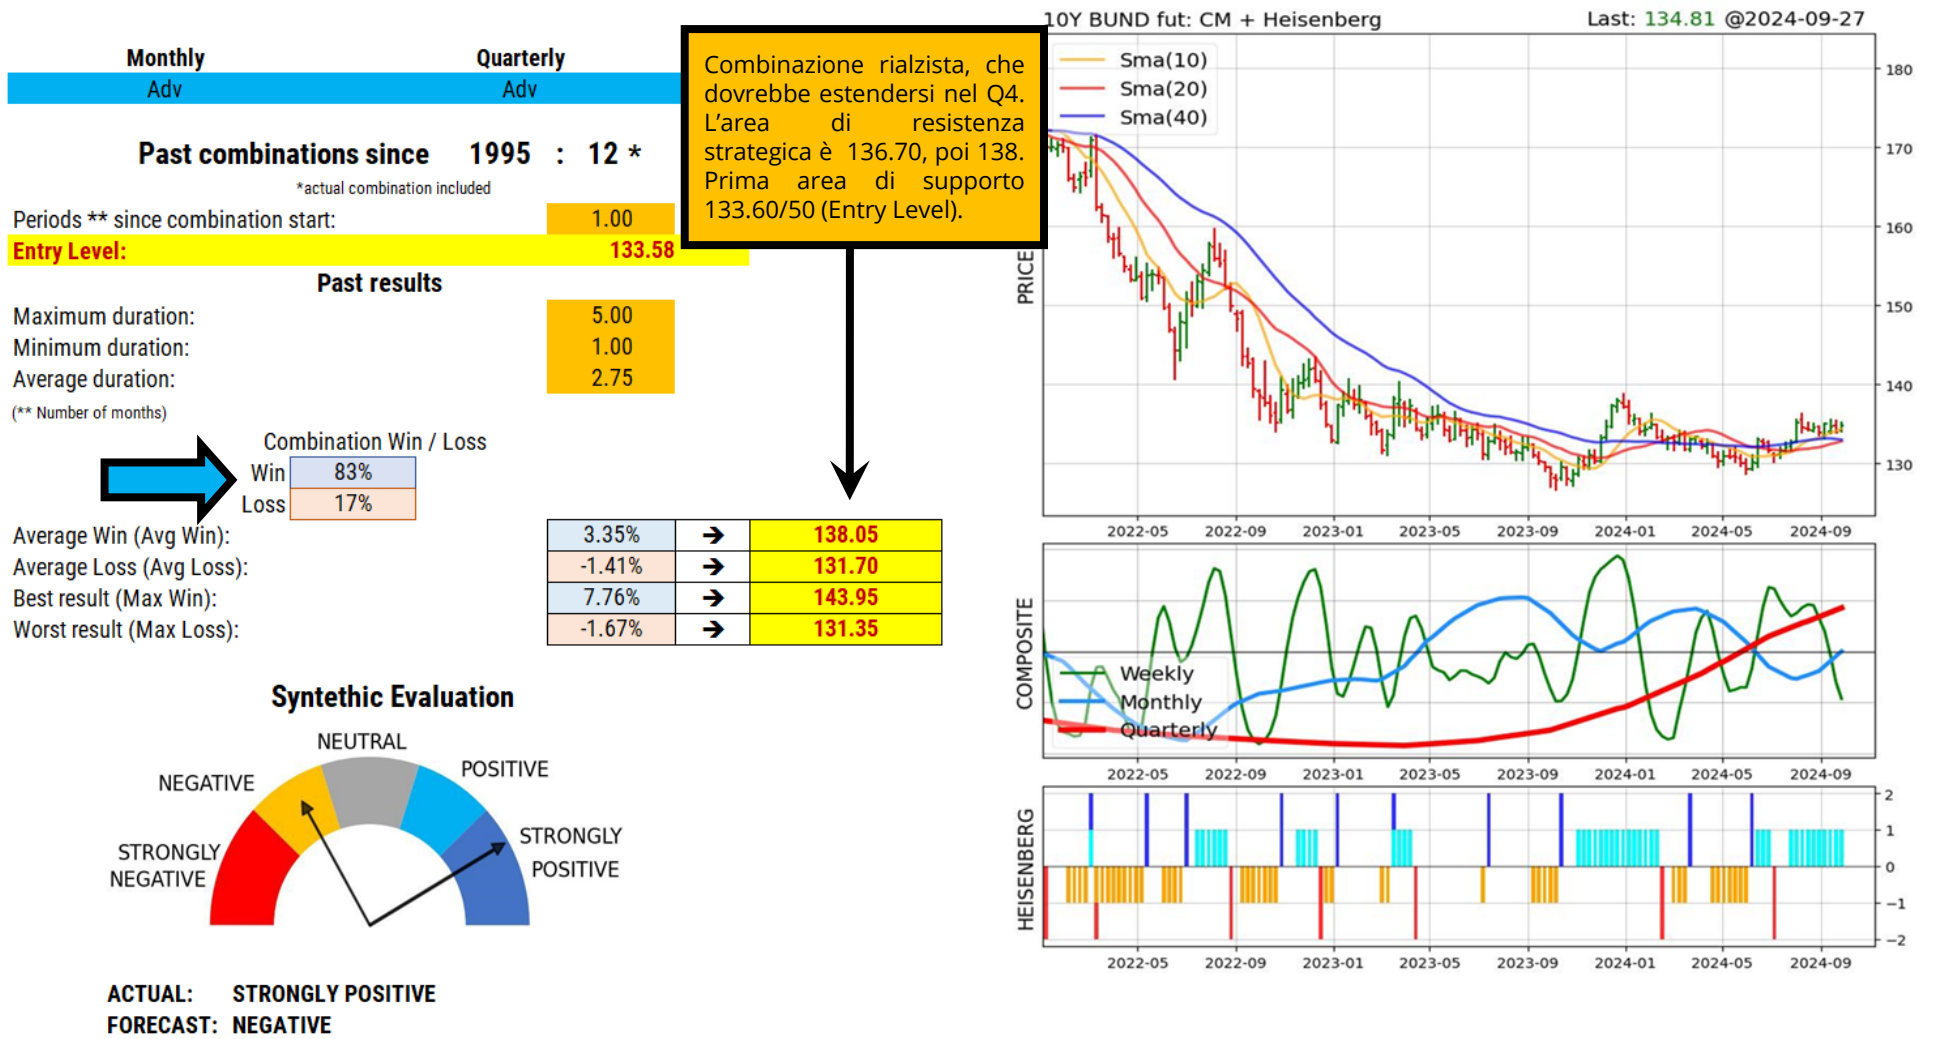 Monthly Quarterly
Adv Adv
Past combinations since 1995 : 12 *
*actual combination included
Periods ** since combination start: 1.00
Entry Level: 133.58
Past results
Maximum duration: 5.00
Minimum duration: 1.00
Average duration: 2.75
(** Number of months)
Combination Win / Loss
Win 83%
Loss 17%
Average Win (Avg Win): 3.35% ➔ 138.05
Average Loss (Avg Loss): -1.41% ➔ 131.70
Best result (Max Win): 7.76% ➔ 143.95
Worst result (Max Loss): -1.67% ➔ 131.35
Syntethic Evaluation
NEUTRAL
NEGATIVE
POSITIVE
STRONGLY
NEGATIVE
STRONGLY
POSITIVE
ACTUAL: STRONGLY POSITIVE
FORECAST: NEGATIVE
Combinazione rialzista, che
dovrebbe estendersi nel Q4.
L'area di resistenza
strategica è 136.70, poi 138.
Prima area di supporto
133.60/50 (Entry Level).
10Y BUND fut: CM + Heisenberg Last: 134.81 @2024-09-27
Sma(10)
Sma(20)
Sma(40)
PRICE
180
170
160
150
140
130
2022-05 2022-09 2023-01 2023-05 2023-09 2024-01 2024-05 2024-09
COMPOSITE
Weekly
Monthly
Quarterly
2022-05 2022-09 2023-01 2023-05 2023-09 2024-01 2024-05 2024-09
HEISENBERG
2
1
0
−1
−2
2022-05 2022-09 2023-01 2023-05 2023-09 2024-01 2024-05 2024-09